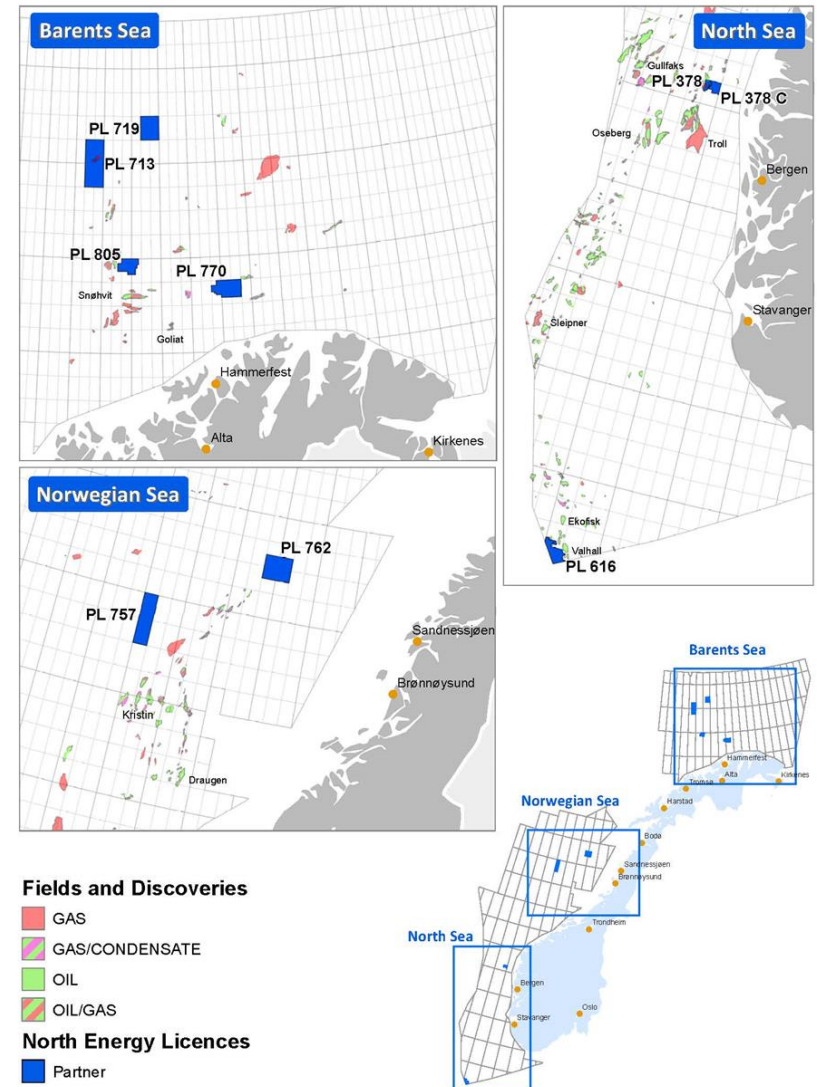 Barents Sea
PL 719
PL 713
PL 805
PL 770
Snøhvit
Goliat
Hammerfest
Alta
Kirkenes
North Sea
Gullfaks
PL 378
PL 378 C
Oseberg
Troll
Bergen
Stavanger
Sleipner
Ekofisk
Valhall
PL 616
Norwegian Sea
PL 762
PL 757
Sandnessjøen
Brønnøysund
Kristin
Draugen
Fields and Discoveries
GAS
GAS/CONDENSATE
OIL
OIL/GAS
North Energy Licences
Partner
Barents Sea
Hammerfest
Alta
Kirkenes
Tromsø
Harstad
Norwegian Sea
Bodø
Sandnessjøen
Brønnøysund
Trondheim
North Sea
Bergen
Oslo
Stavanger